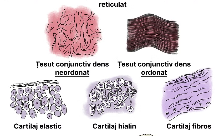 reticulat
Țesut conjunctiv dens Țesut conjunctiv dens
neordonat ordonat
Cartilaj elastic Cartilaj hialin Cartilaj fibros